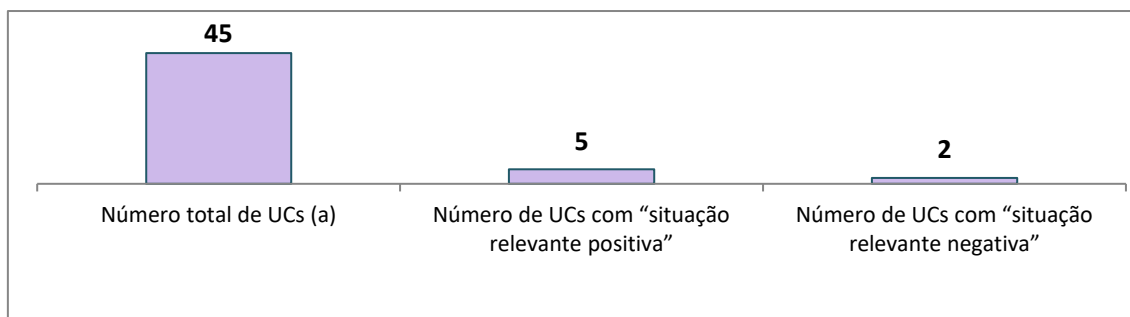 45
5
2
Número total de UCs (a)
Número de UCs com “situação
relevante positiva”
Número de UCs com “situação
relevante negativa”